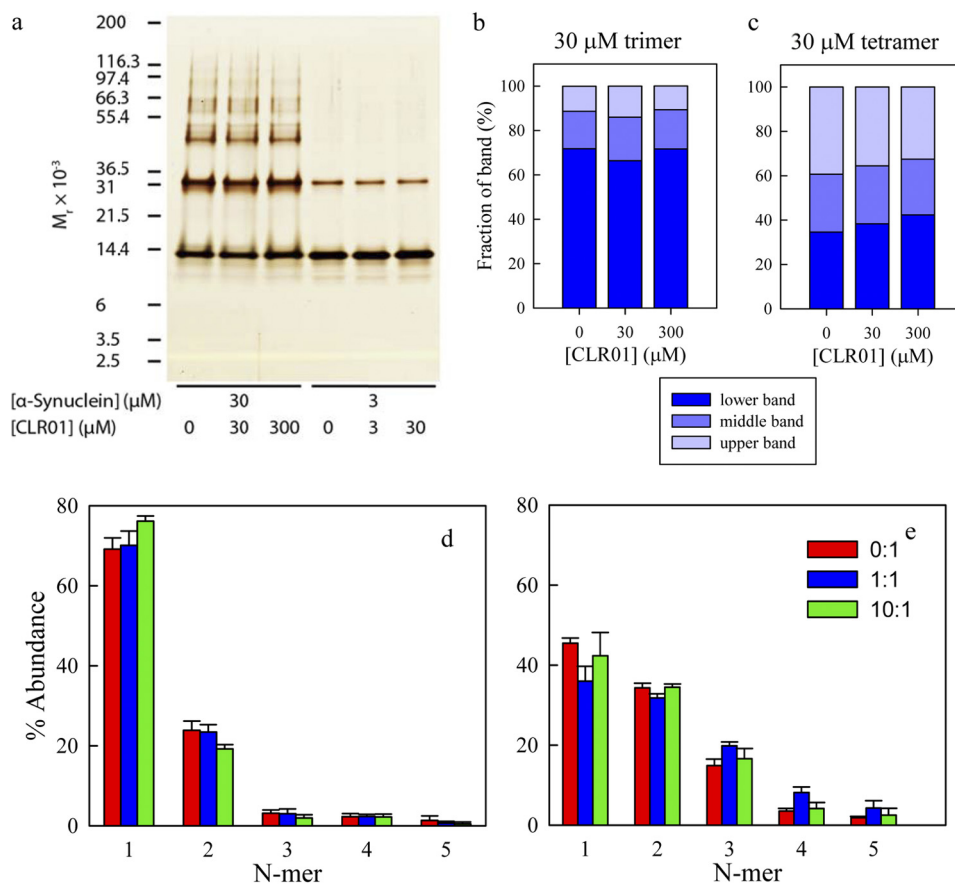 a
200
116.3
97.4
66.3
55.4
36.5
31
21.5
14.4
6
3.5
2.5
Mr × 10-3
[α-Synuclein] (μM) 30 3
[CLR01] (μM) 0 30 300 0 3 30
b
30 μM trimer
Fraction of band (%)
100
80
60
40
20
0
0 30 300
[CLR01] (μM)
c
30 μM tetramer
100
80
60
40
20
0
0 30 300
[CLR01] (μM)
lower band
middle band
upper band
d
% Abundance
80
60
40
20
0
1 2 3 4 5
N-mer
e
80
60
40
20
0
0:1
1:1
10:1
1 2 3 4 5
N-mer